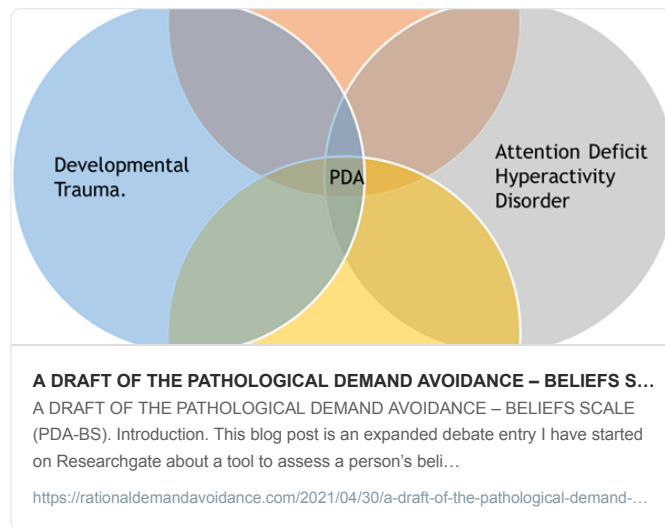 Developmental
Trauma.
PDA
Attention Deficit
Hyperactivity
Disorder
A DRAFT OF THE PATHOLOGICAL DEMAND AVOIDANCE – BELIEFS S...
A DRAFT OF THE PATHOLOGICAL DEMAND AVOIDANCE – BELIEFS SCALE
(PDA-BS). Introduction. This blog post is an expanded debate entry I have started
on Researchgate about a tool to assess a person's beli...
https://rationaldemandavoidance.com/2021/04/30/a-draft-of-the-pathological-demand-...